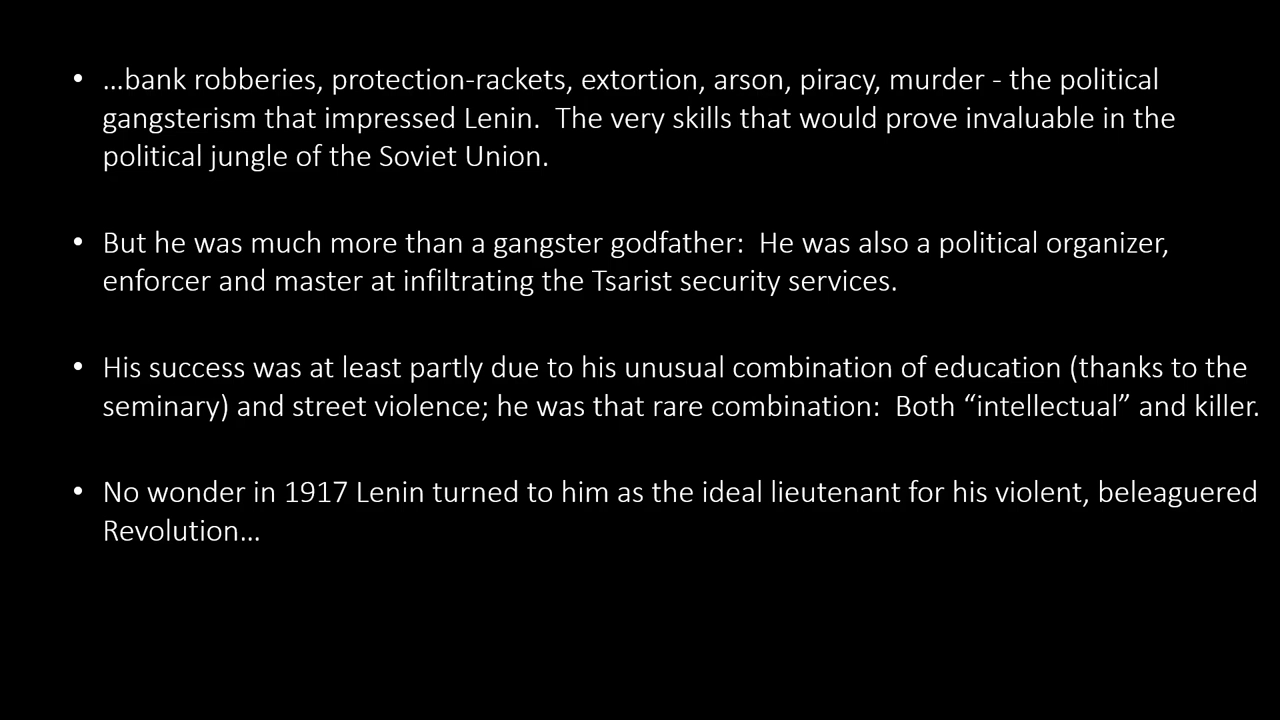 • …bank robberies, protection-rackets, extortion, arson, piracy, murder - the political
gangsterism that impressed Lenin.  The very skills that would prove invaluable in the
political jungle of the Soviet Union.
• But he was much more than a gangster godfather:  He was also a political organizer,
enforcer and master at infiltrating the Tsarist security services.
• His success was at least partly due to his unusual combination of education (thanks to the
seminary) and street violence; he was that rare combination:  Both “intellectual” and killer.
• No wonder in 1917 Lenin turned to him as the ideal lieutenant for his violent, beleaguered
Revolution…